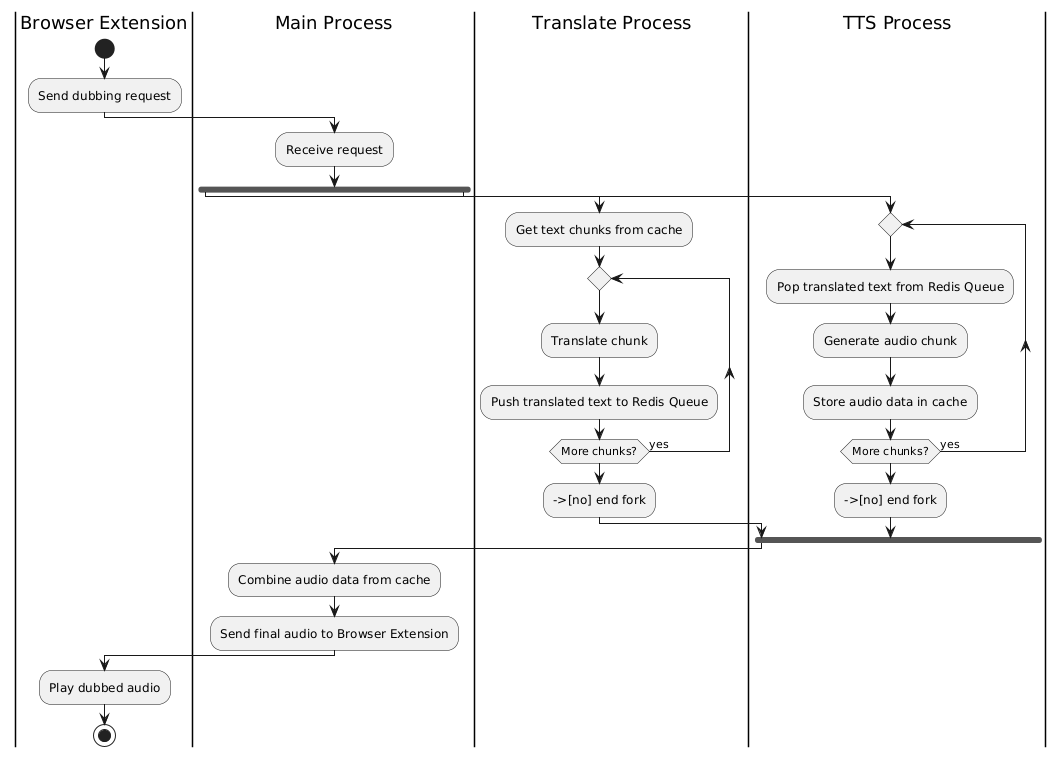 Browser Extension
Main Process
Translate Process
TTS Process
Send dubbing request
Receive request
Get text chunks from cache
Translate chunk
Push translated text to Redis Queue
More chunks?
yes
->[no] end fork
Pop translated text from Redis Queue
Generate audio chunk
Store audio data in cache
More chunks?
yes
->[no] end fork
Combine audio data from cache
Send final audio to Browser Extension
Play dubbed audio